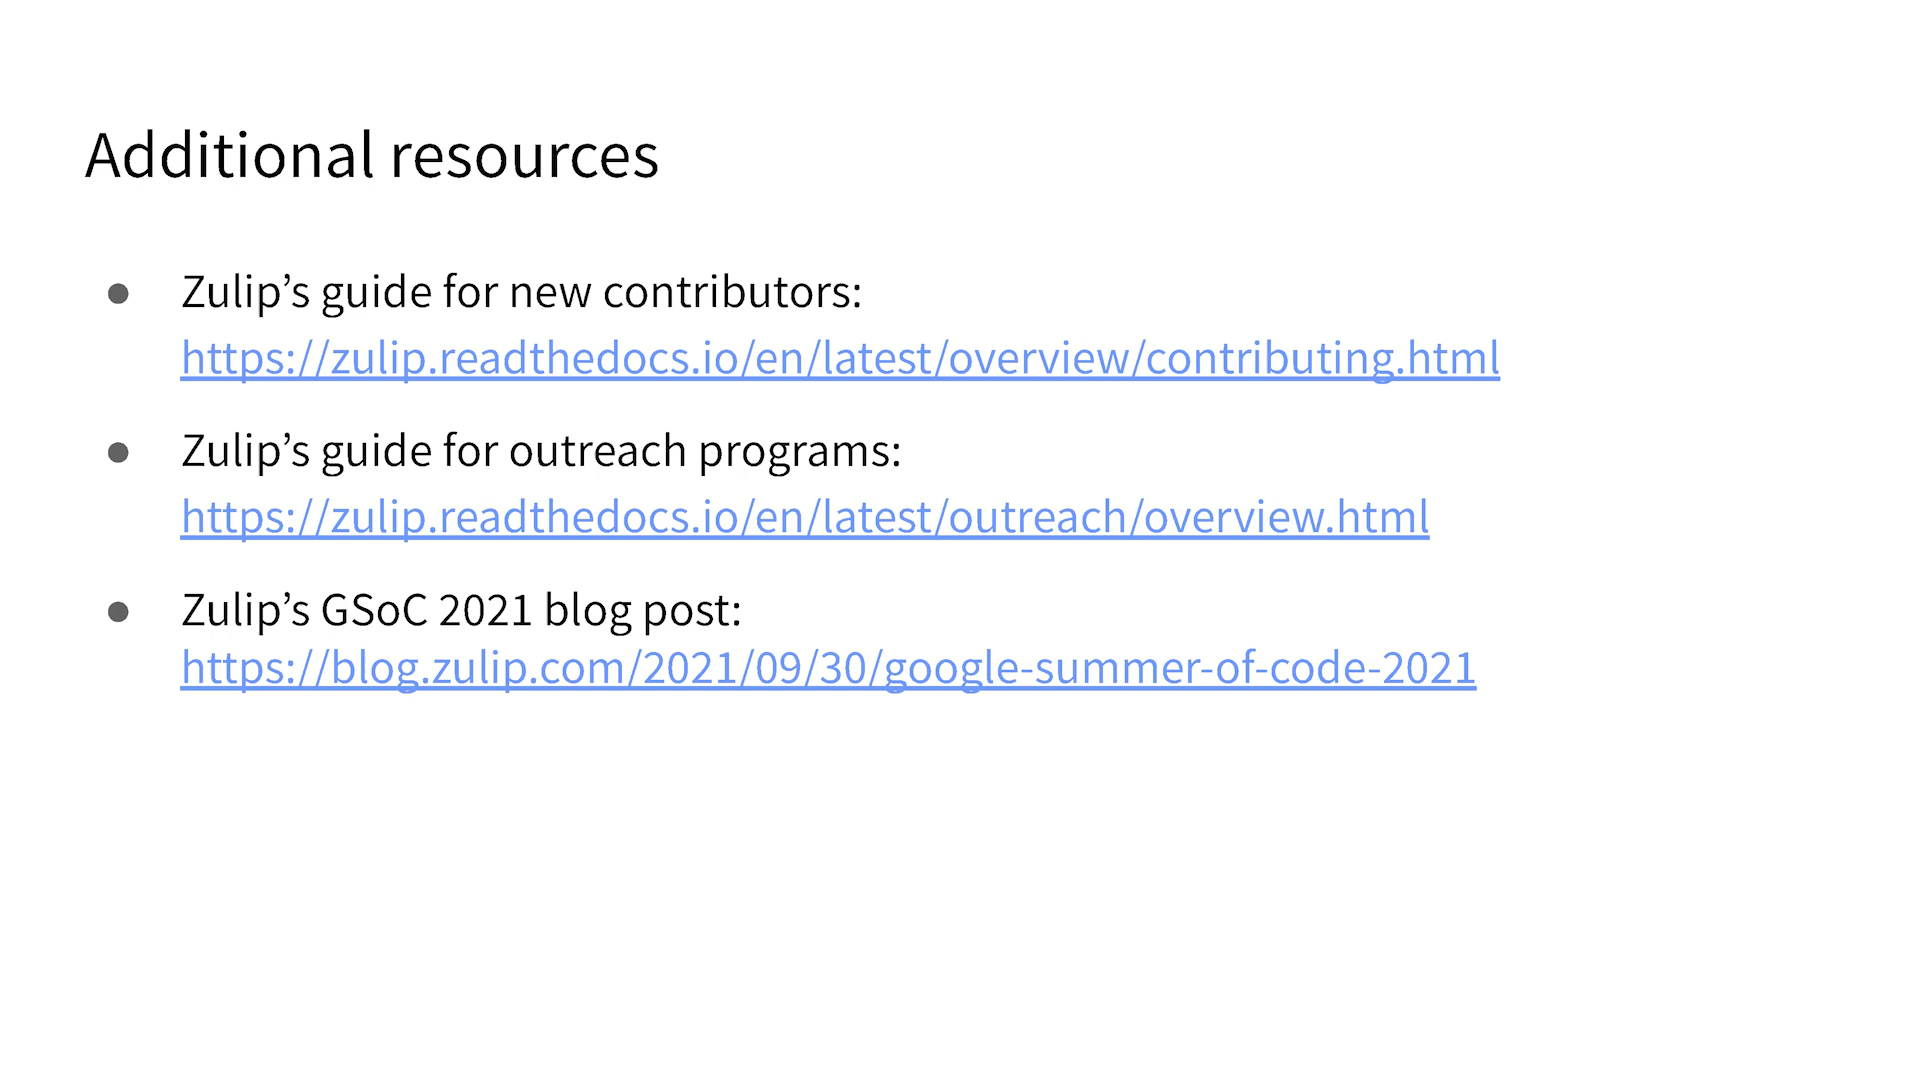 Additional resources
● Zulip’s guide for new contributors:
https://zulip.readthedocs.io/en/latest/overview/contributing.html
● Zulip’s guide for outreach programs:
https://zulip.readthedocs.io/en/latest/outreach/overview.html
● Zulip’s GSoC 2021 blog post:
https://blog.zulip.com/2021/09/30/google-summer-of-code-2021